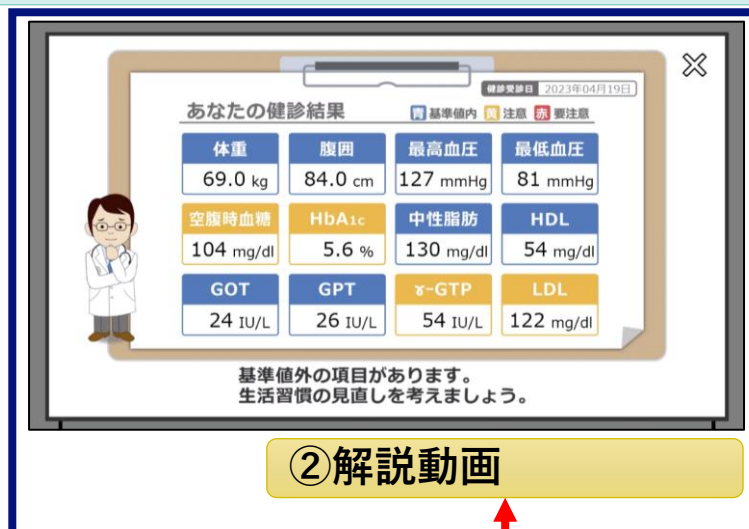 健診受診日 2023年04月19日
あなたの健診結果 青 基準値内 黄 注意 赤 要注意
体重 腹囲 最高血圧 最低血圧
69.0 kg 84.0 cm 127 mmHg 81 mmHg
空腹時血糖 HbA1c 中性脂肪 HDL
104 mg/dl 5.6 % 130 mg/dl 54 mg/dl
GOT GPT γ-GTP LDL
24 IU/L 26 IU/L 54 IU/L 122 mg/dl
基準値外の項目があります。
生活習慣の見直しを考えましょう。
②解説動画